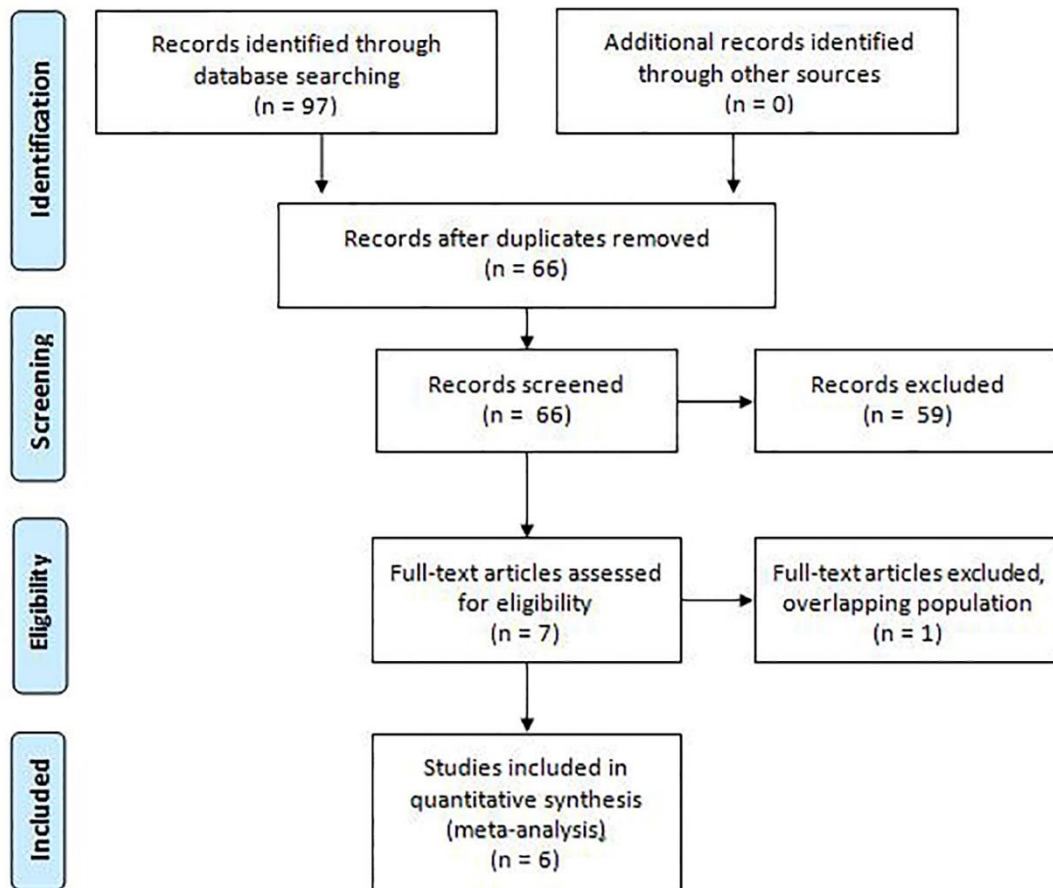 Identification
Records identified through
database searching
(n = 97)
Additional records identified
through other sources
(n = 0)
Records after duplicates removed
(n = 66)
Screening
Records screened
(n = 66)
Records excluded
(n = 59)
Eligibility
Full-text articles assessed
for eligibility
(n = 7)
Full-text articles excluded,
overlapping population
(n = 1)
Included
Studies included in
quantitative synthesis
(meta-analysis)
(n = 6)